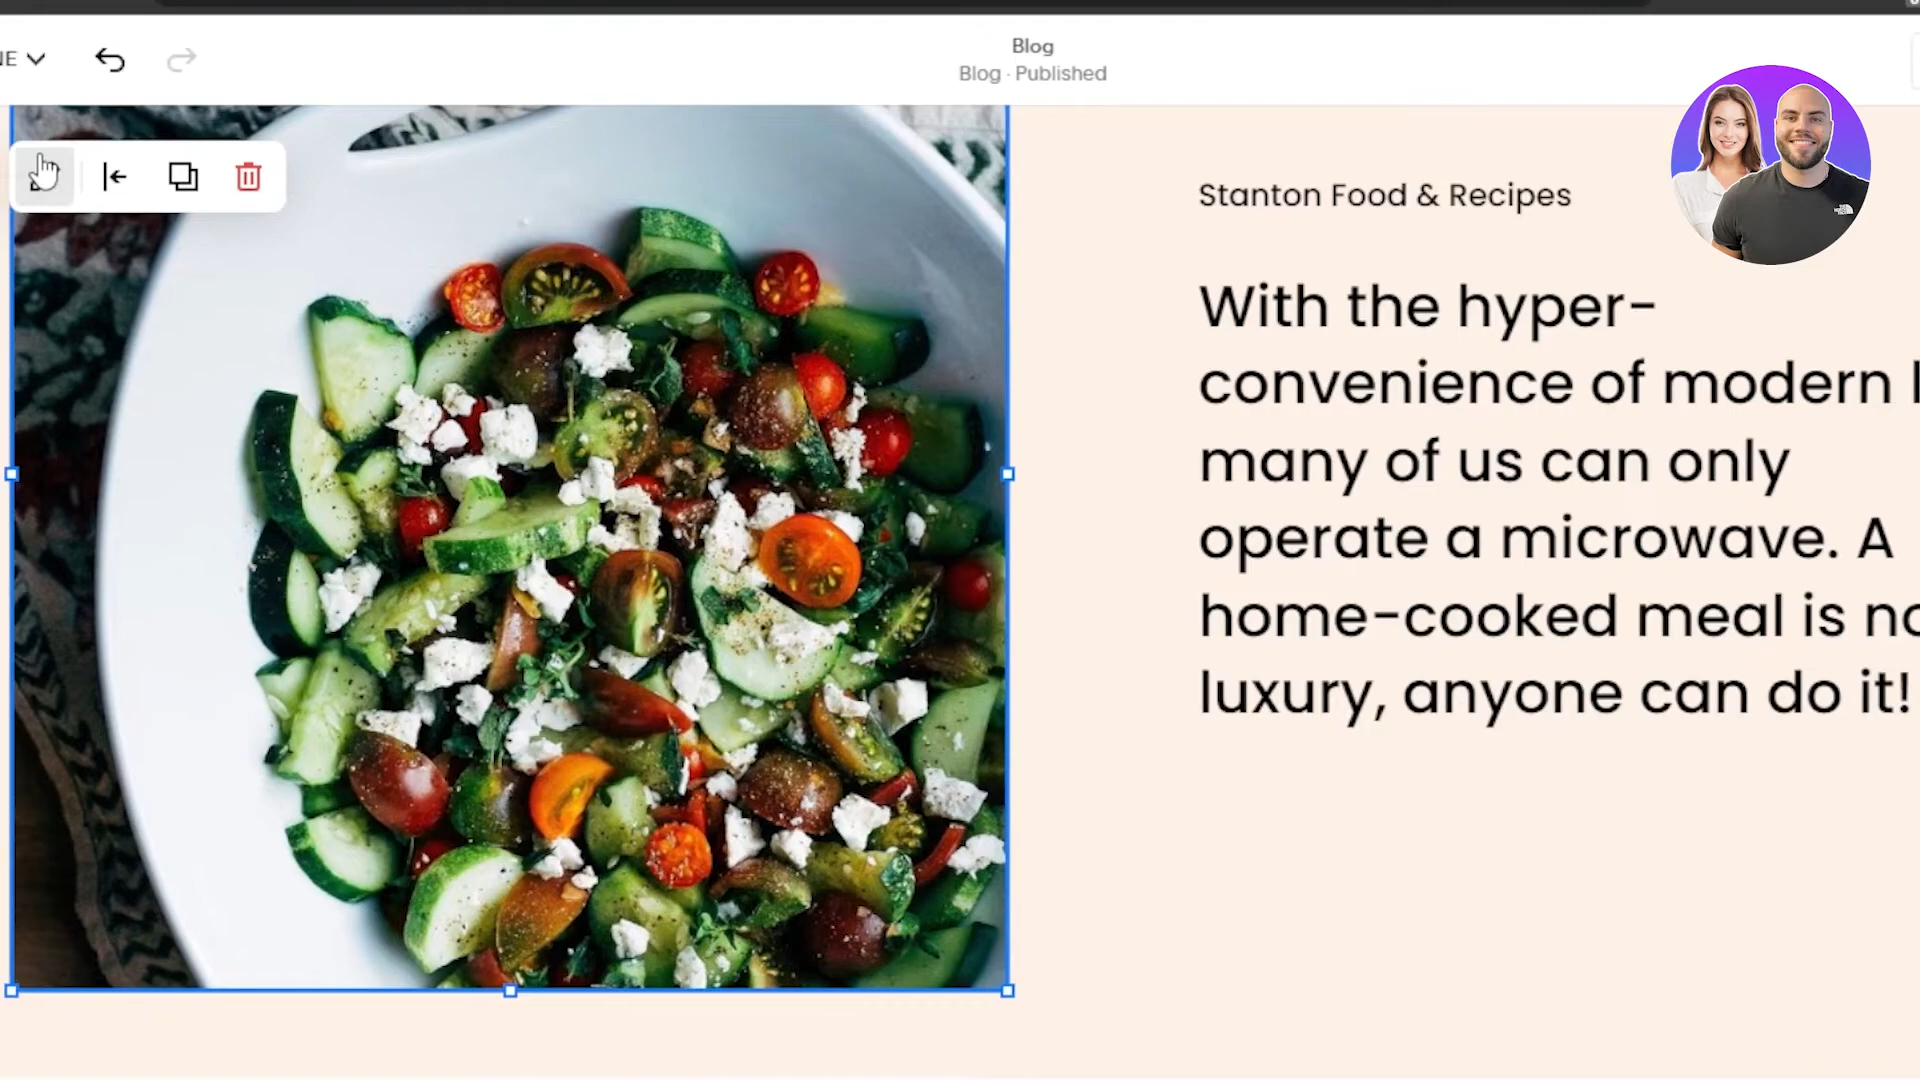 Blog
Blog · Published
Stanton Food & Recipes
With the hyper-
convenience of modern
many of us can only
operate a microwave. A
home-cooked meal is
luxury, anyone can do it!